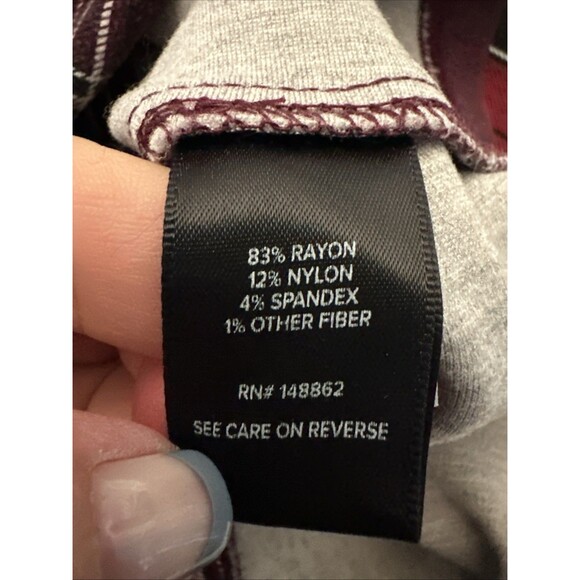 83% RAYON
12% NYLON
4% SPANDEX
1% OTHER FIBER
RN# 148862
SEE CARE ON REVERSE